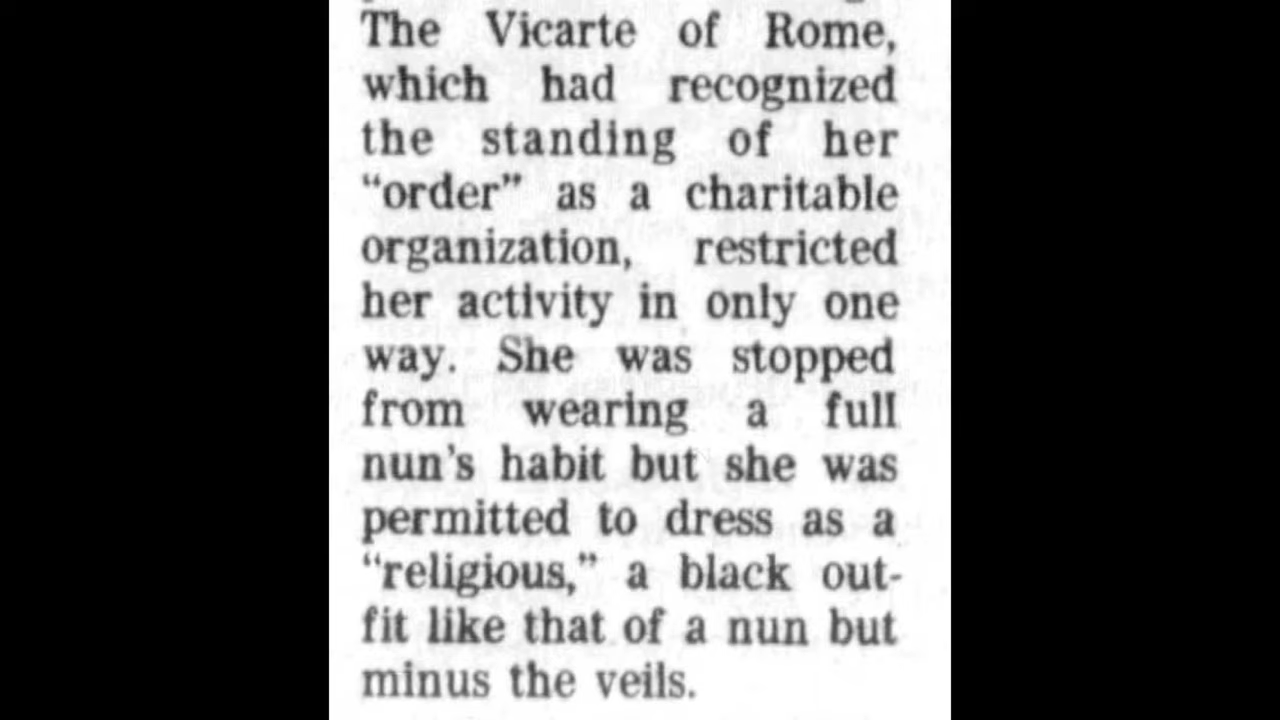 The Vicarte of Rome,
which had recognized
the standing of her
“order” as a charitable
organization, restricted
her activity in only one
way. She was stopped
from wearing a full
nun’s habit but she was
permitted to dress as a
“religious,” a black out-
fit like that of a nun but
minus the veils.